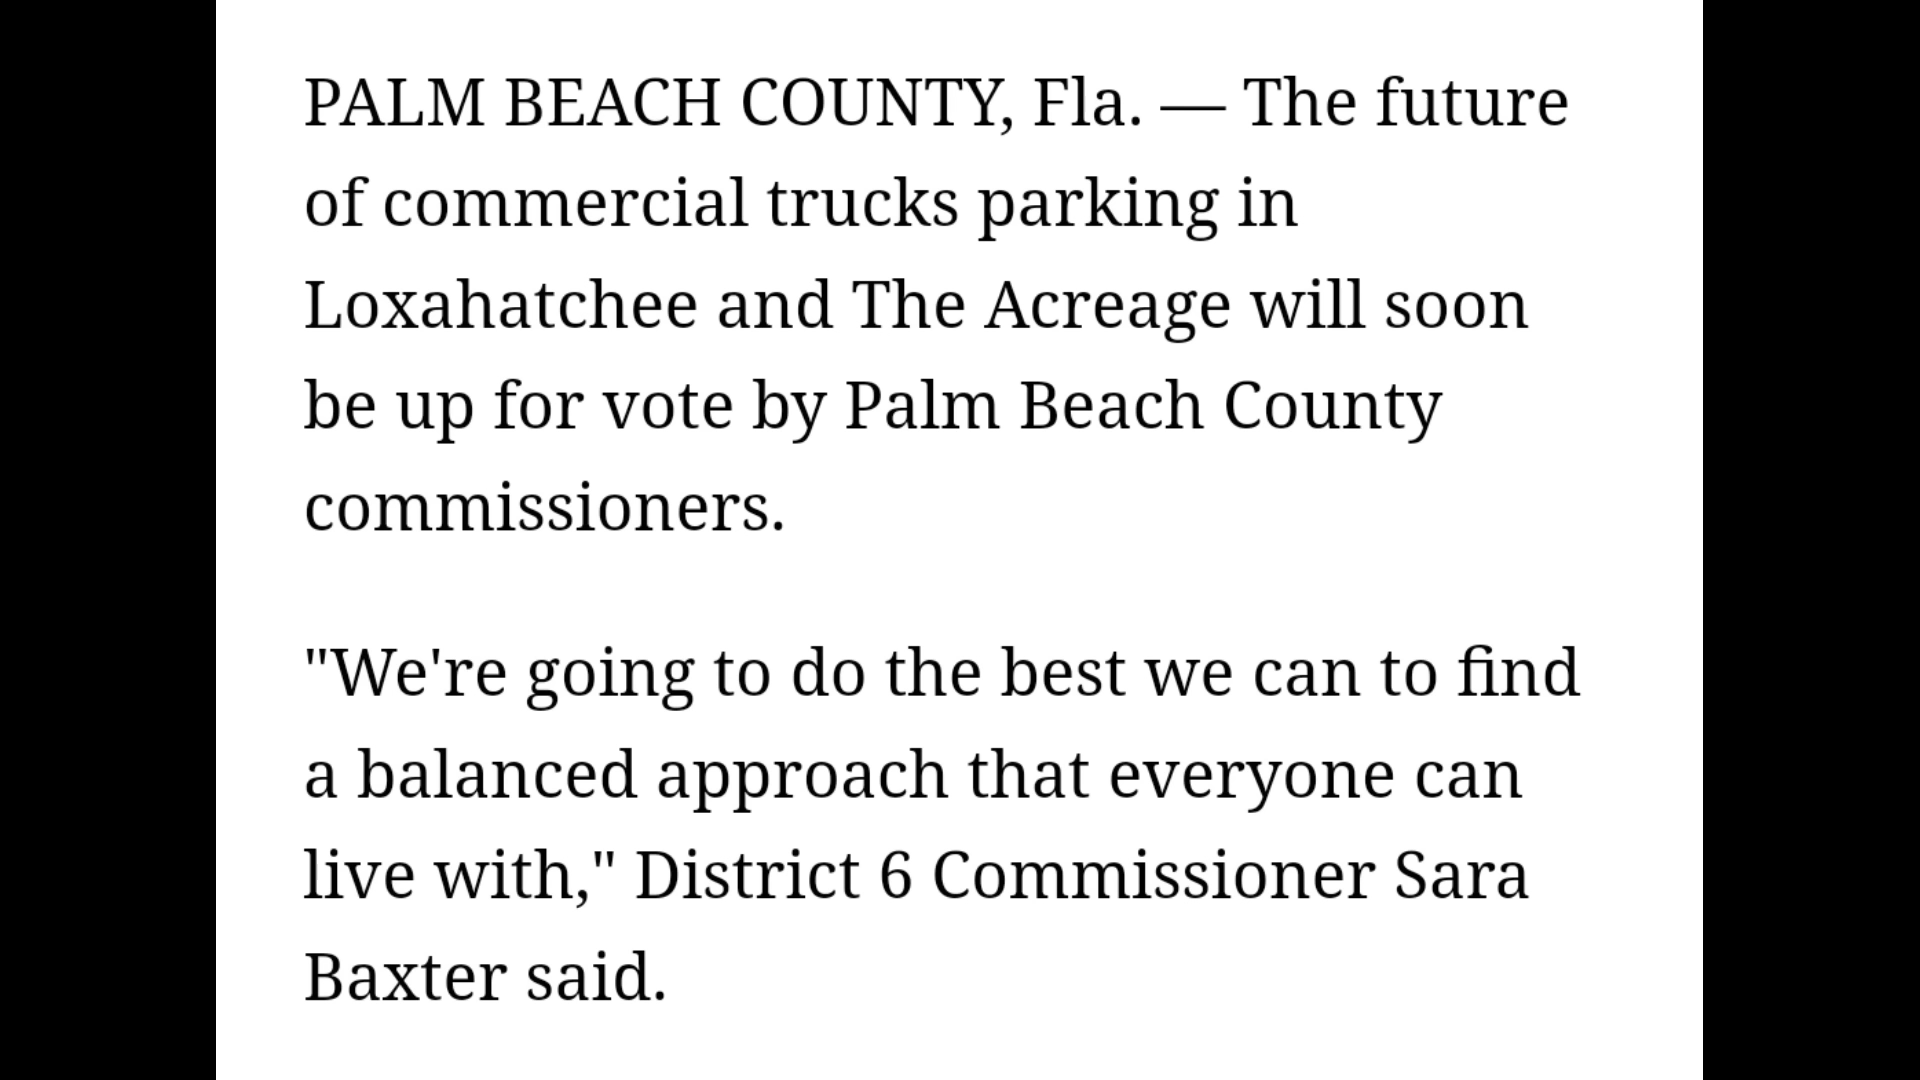 PALM BEACH COUNTY, Fla. — The future
of commercial trucks parking in
Loxahatchee and The Acreage will soon
be up for vote by Palm Beach County
commissioners.
"We're going to do the best we can to find
a balanced approach that everyone can
live with," District 6 Commissioner Sara
Baxter said.